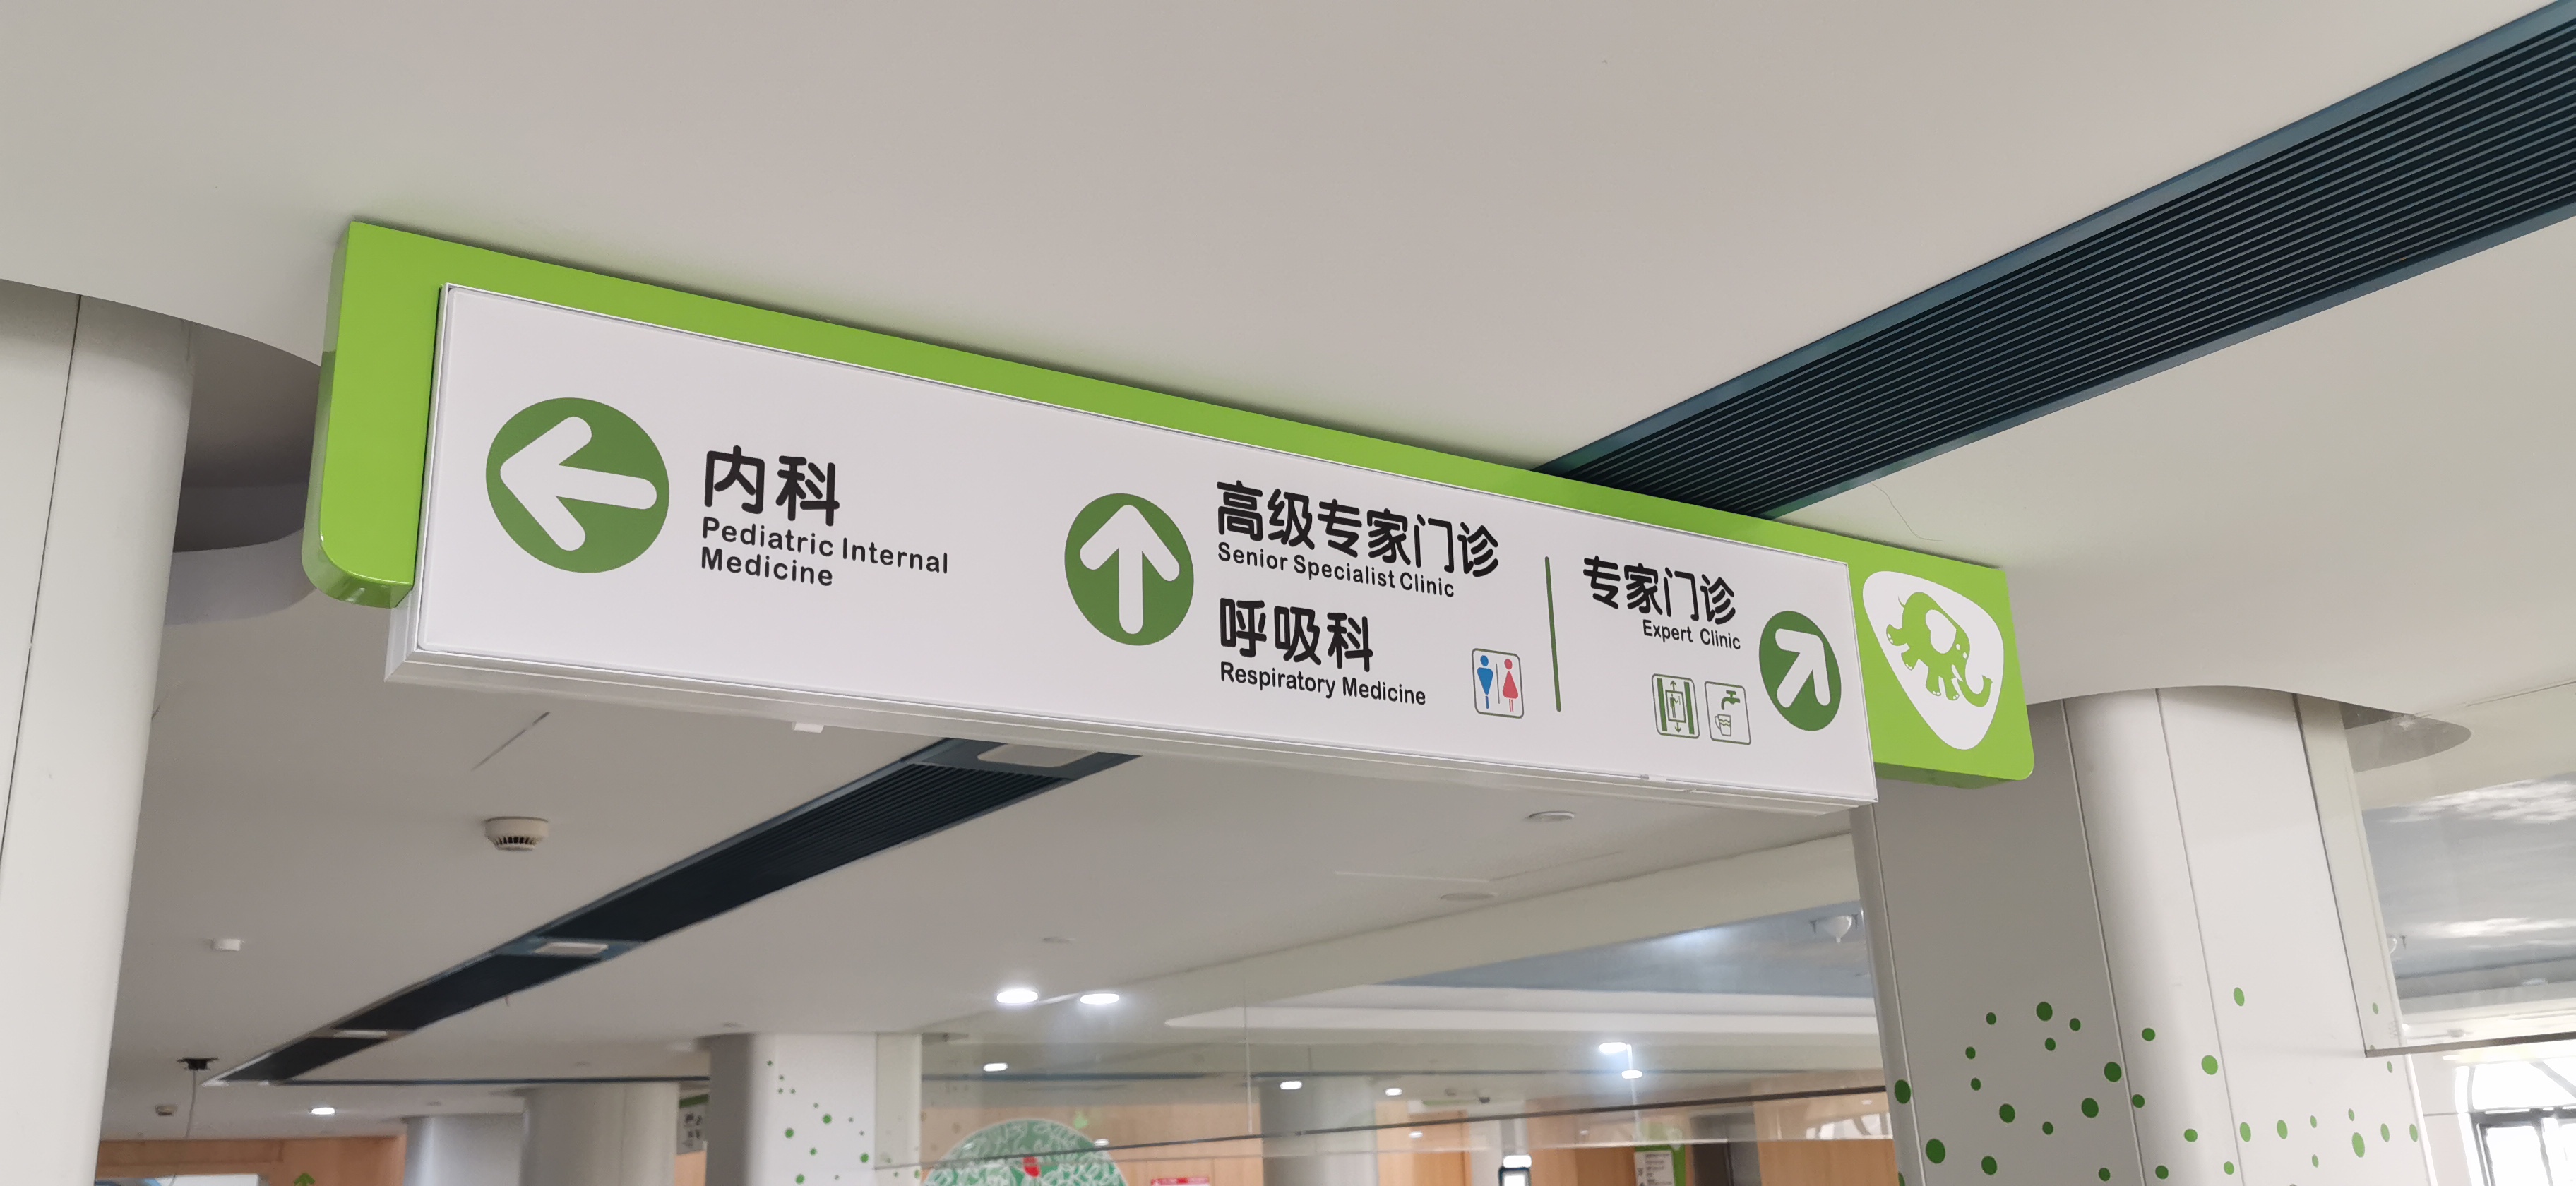 内科
Pediatric Internal
Medicine
高级专家门诊
Senior Specialist Clinic
呼吸科
Respiratory Medicine
专家门诊
Expert Clinic